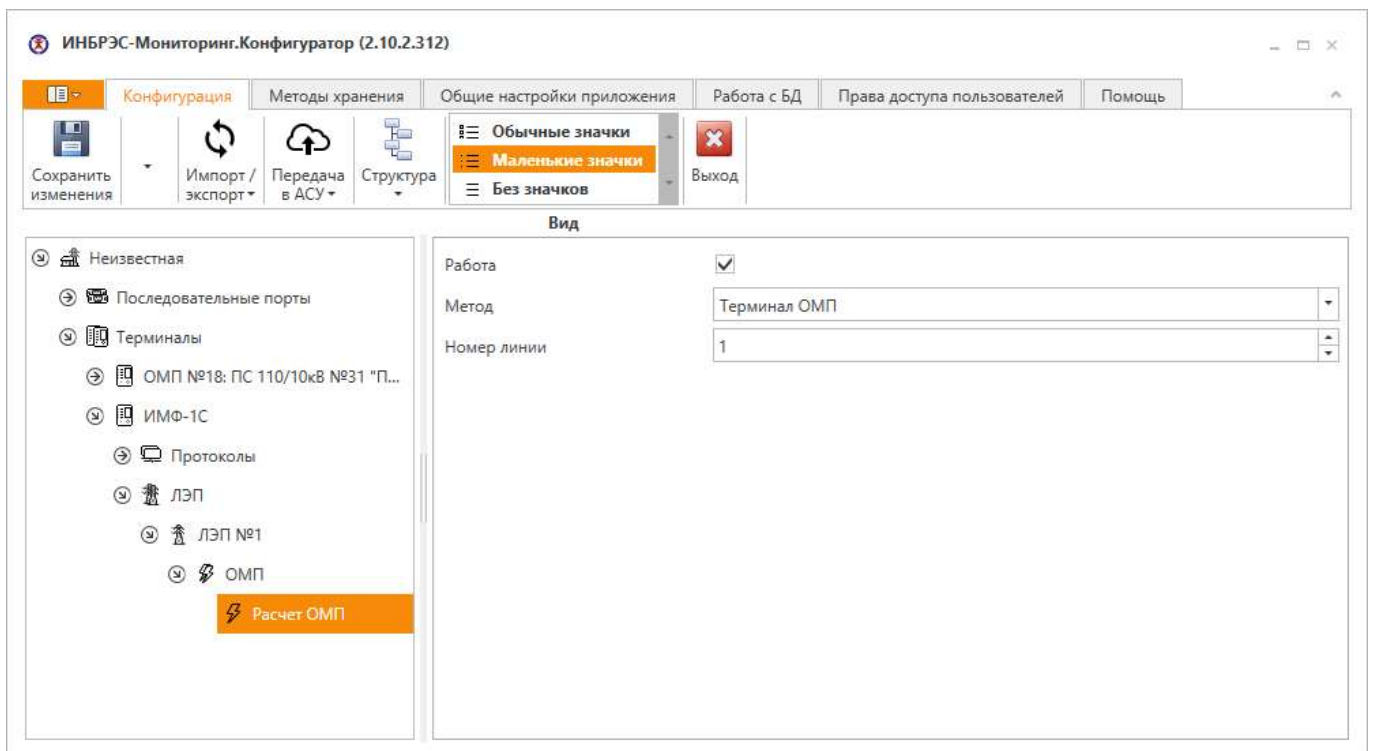 ИНБРЭС-Мониторинг.Конфигуратор (2.10.2.312)
Конфигурация Методы хранения Общие настройки приложения Работа с БД Права доступа пользователей Помощь
Сохранить изменения
Импорт / экспорт
Передача в АСУ
Структура
Обычные значки
Маленькие значки
Без значков
Выход
Вид
Неизвестная
Последовательные порты
Терминалы
ОМП №18: ПС 110/10кВ №31 "П...
ИМФ-1С
Протоколы
ЛЭП
ЛЭП №1
ОМП
Расчет ОМП
Работа
Метод Терминал ОМП
Номер линии 1